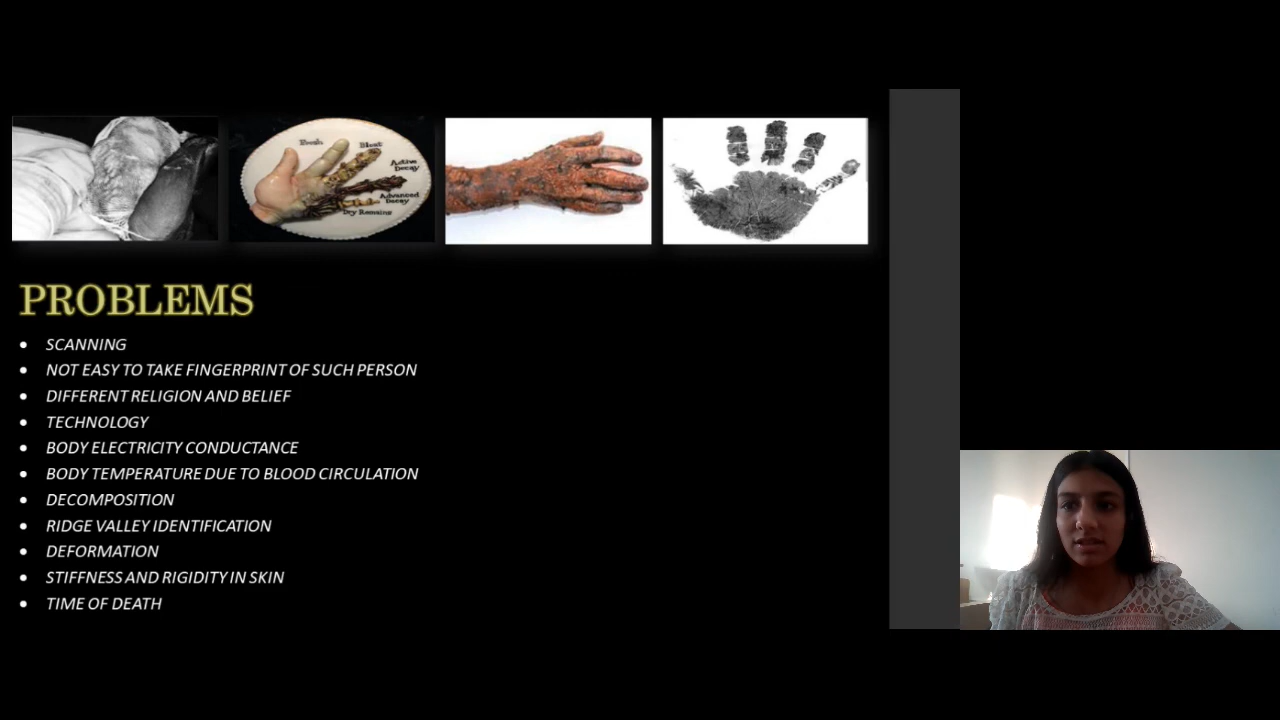 Fresh
Bloat
Active
Decay
Advanced
Decay
Dry Remains
PROBLEMS
• SCANNING
• NOT EASY TO TAKE FINGERPRINT OF SUCH PERSON
• DIFFERENT RELIGION AND BELIEF
• TECHNOLOGY
• BODY ELECTRICITY CONDUCTANCE
• BODY TEMPERATURE DUE TO BLOOD CIRCULATION
• DECOMPOSITION
• RIDGE VALLEY IDENTIFICATION
• DEFORMATION
• STIFFNESS AND RIGIDITY IN SKIN
• TIME OF DEATH